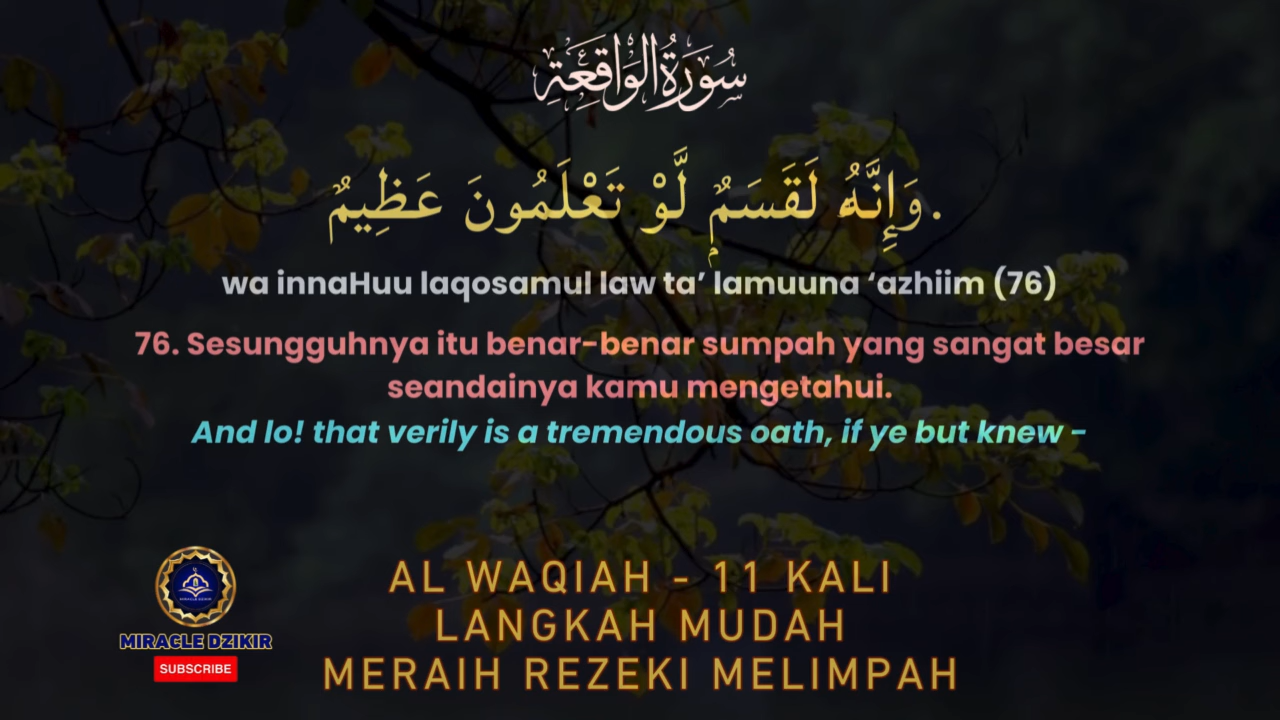 سُورَةُ الْوَاقِعَةِ
وَإِنَّهُ لَقَسَمٌ لَّوْ تَعْلَمُونَ عَظِيمٌ.
wa innaHuu laqosamul law ta’ lamuuna ‘azhiim (76)
76. Sesungguhnya itu benar-benar sumpah yang sangat besar
seandainya kamu mengetahui.
And lo! that verily is a tremendous oath, if ye but knew -
AL WAQIAH - 11 KALI
LANGKAH MUDAH
MERAIH REZEKI MELIMPAH
MIRACLE DZIKIR
MIRACLE DZIKIR
SUBSCRIBE